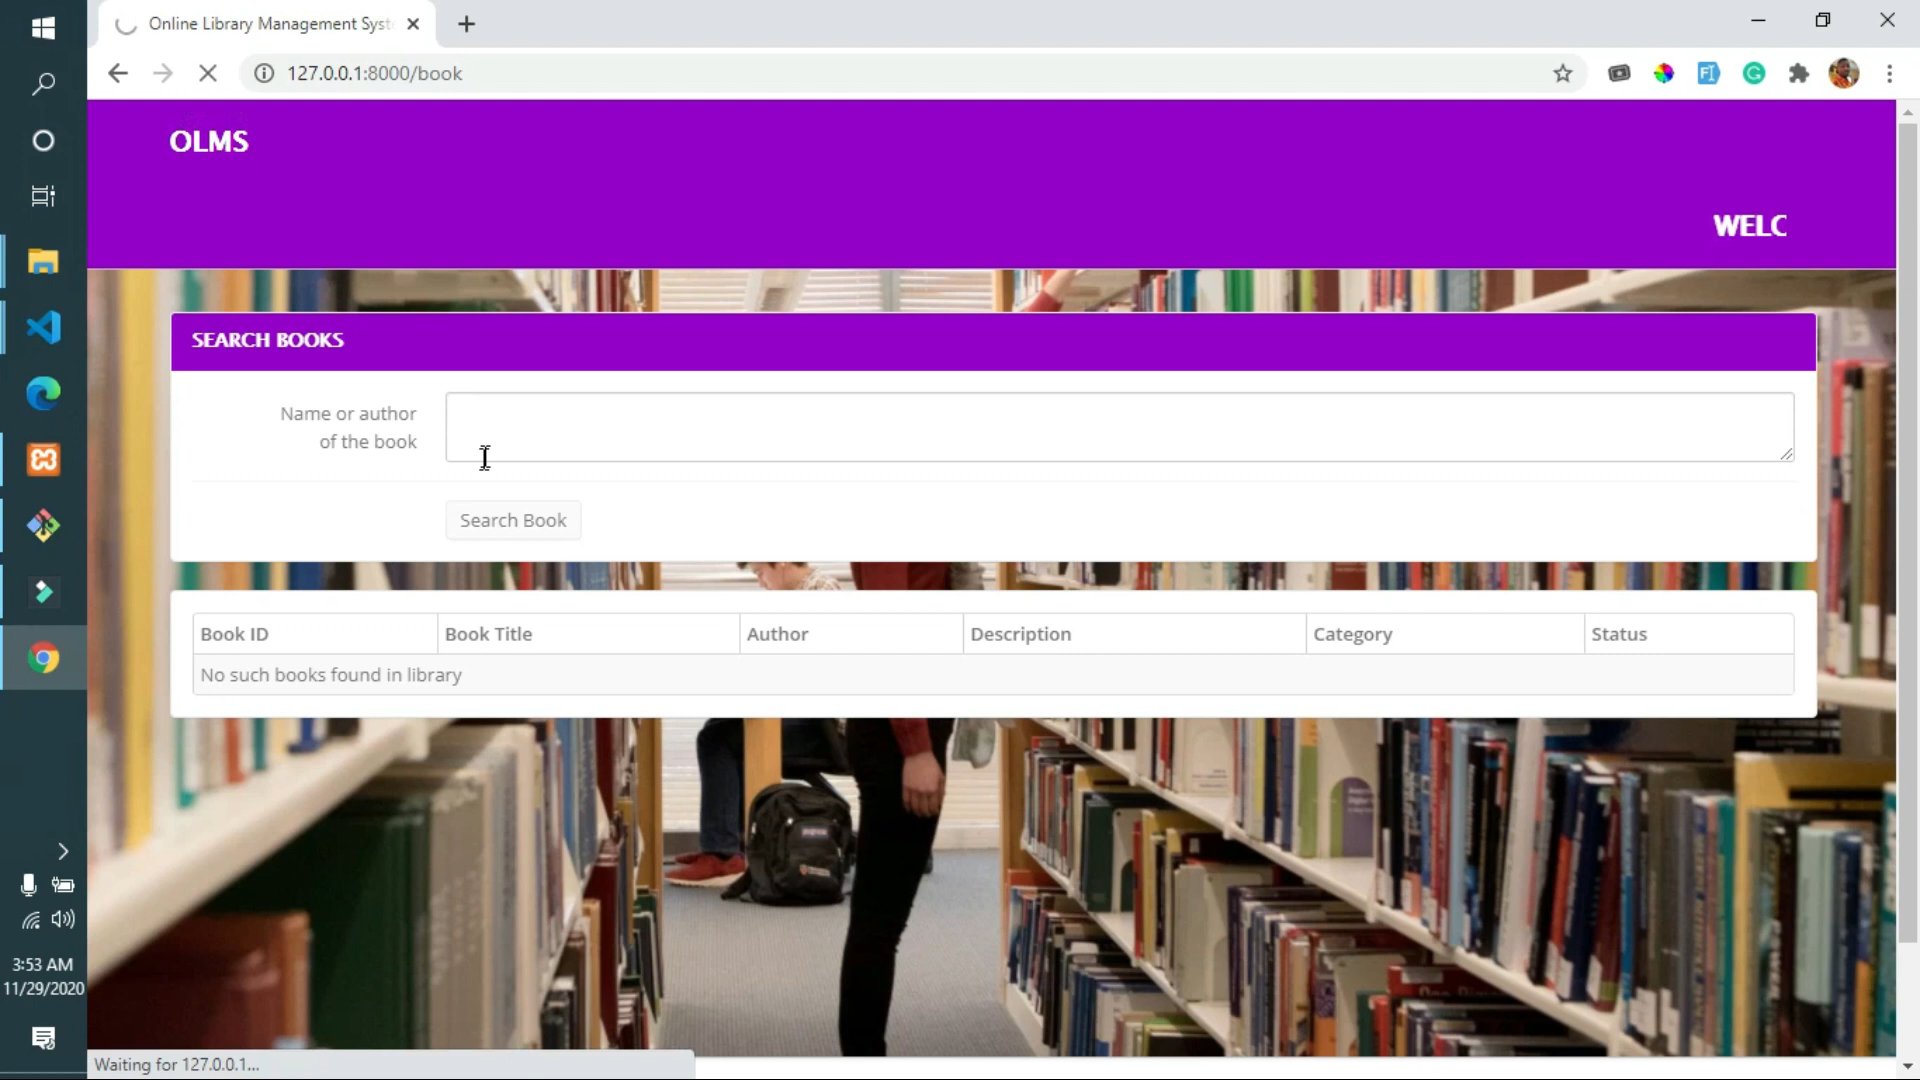 Online Library Management Syst
127.0.0.1:8000/book
OLMS
WELC
SEARCH BOOKS
Name or author
of the book
Search Book
Book ID Book Title Author Description Category Status
No such books found in library
3:53 AM
11/29/2020
Waiting for 127.0.0.1...